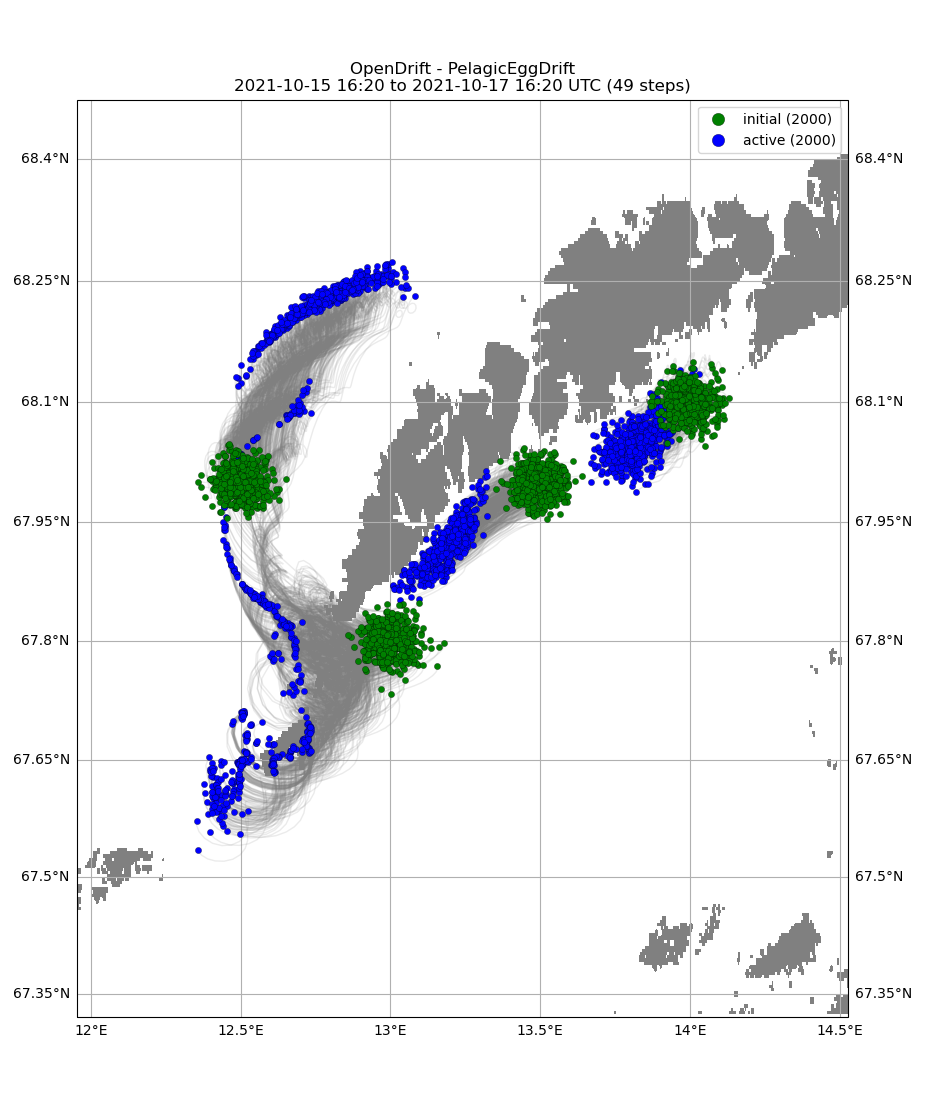 OpenDrift - PelagicEggDrift
2021-10-15 16:20 to 2021-10-17 16:20 UTC (49 steps)
initial (2000)
active (2000)
68.4°N 68.4°N
68.25°N 68.25°N
68.1°N 68.1°N
67.95°N 67.95°N
67.8°N 67.8°N
67.65°N 67.65°N
67.5°N 67.5°N
67.35°N 67.35°N
12°E 12.5°E 13°E 13.5°E 14°E 14.5°E